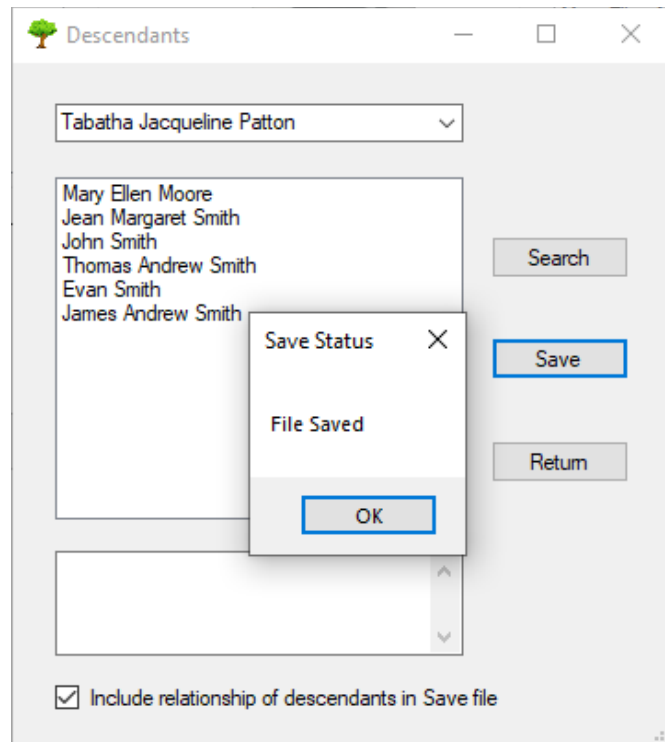 Descendants
Tabatha Jacqueline Patton
Mary Ellen Moore
Jean Margaret Smith
John Smith
Thomas Andrew Smith
Evan Smith
James Andrew Smith
Search
Save
Return
Save Status
File Saved
OK
Include relationship of descendants in Save file